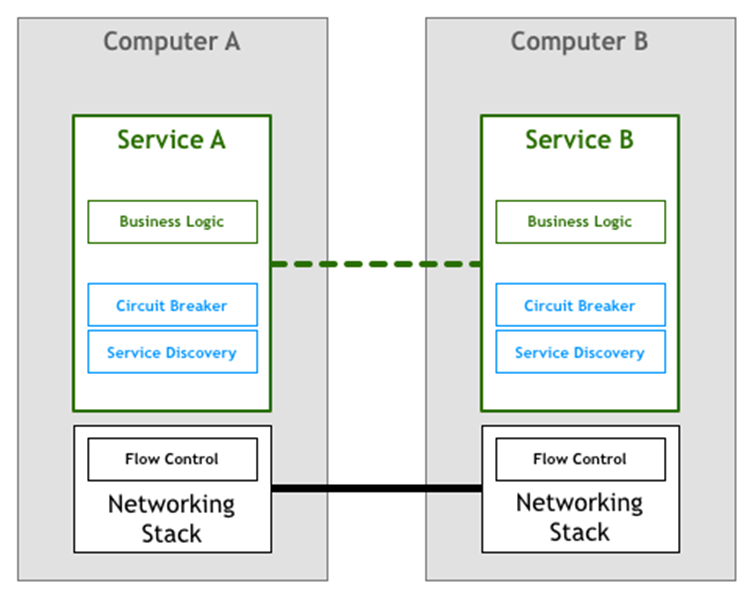 Computer A
Service A
Business Logic
Circuit Breaker
Service Discovery
Flow Control
Networking
Stack
Computer B
Service B
Business Logic
Circuit Breaker
Service Discovery
Flow Control
Networking
Stack